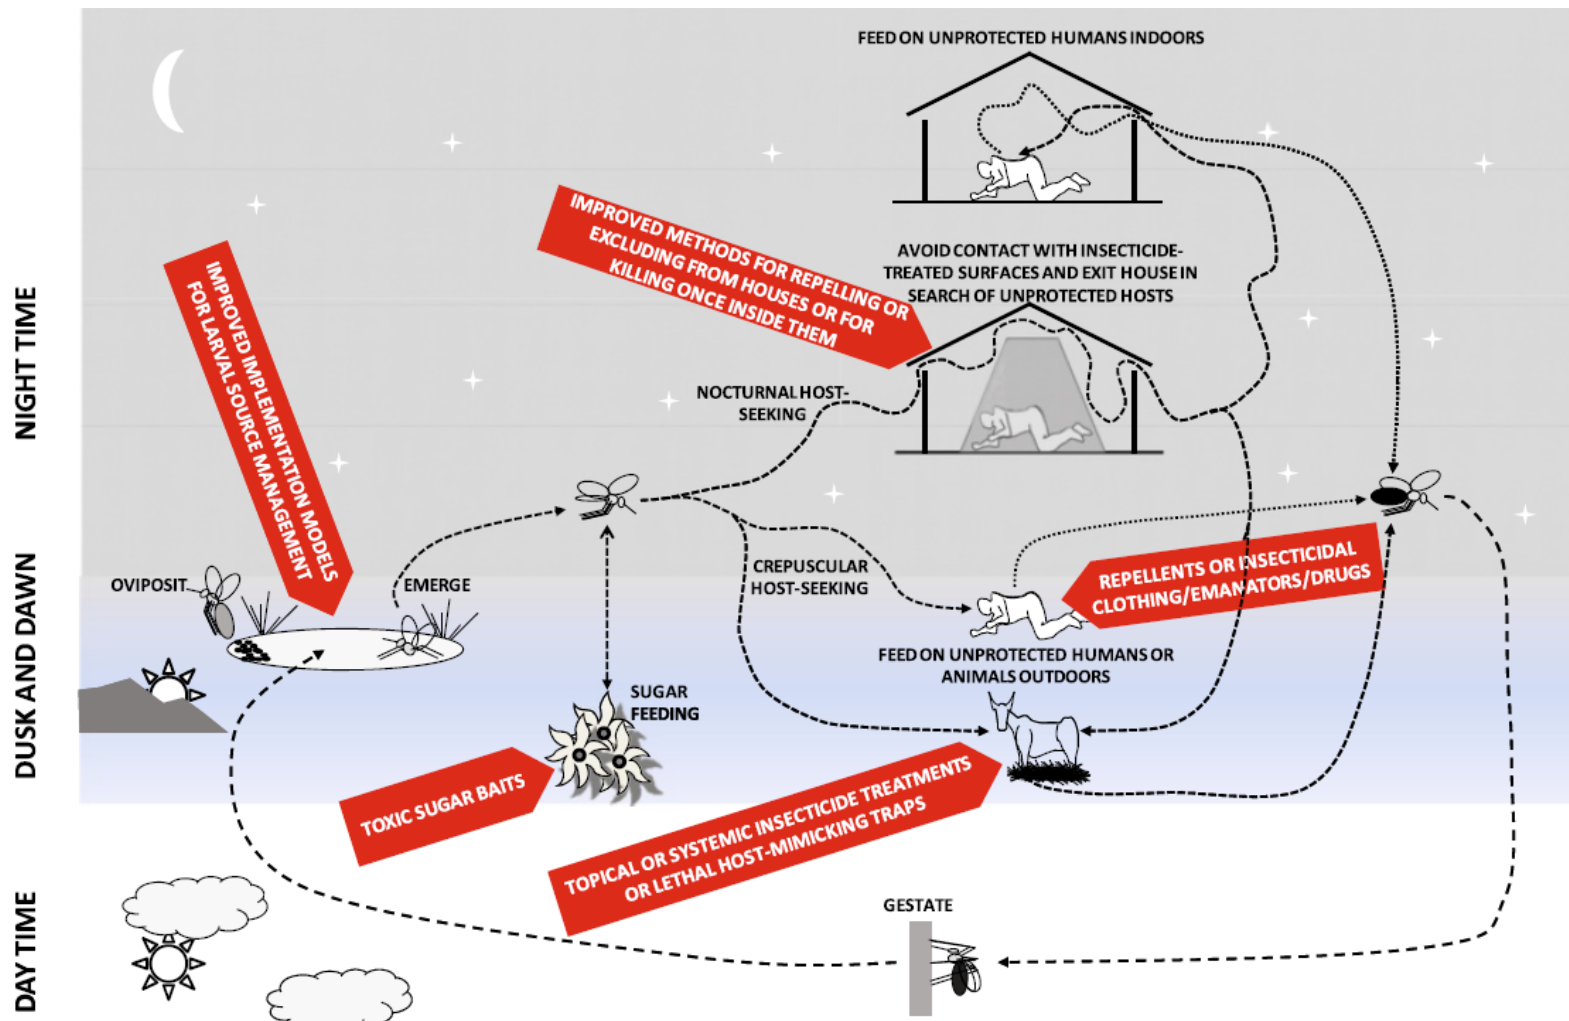 FEED ON UNPROTECTED HUMANS INDOORS
IMPROVED METHODS FOR REPELLING OR
EXCLUDING FROM HOUSES OR FOR
KILLING ONCE INSIDE THEM
AVOID CONTACT WITH INSECTICIDE-
TREATED SURFACES AND EXIT HOUSE IN
SEARCH OF UNPROTECTED HOSTS
IMPROVED IMPLEMENTATION MODELS
FOR LARVAL SOURCE MANAGEMENT
NIGHT TIME
NOCTURNAL HOST-
SEEKING
OVIPOSIT
EMERGE
CREPUSCULAR
HOST-SEEKING
REPELLENTS OR INSECTICIDAL
CLOTHING/EMANATORS/DRUGS
DUSK AND DAWN
FEED ON UNPROTECTED HUMANS OR
ANIMALS OUTDOORS
SUGAR
FEEDING
TOXIC SUGAR BAITS
TOPICAL OR SYSTEMIC INSECTICIDE TREATMENTS
OR LETHAL HOST-MIMICKING TRAPS
DAY TIME
GESTATE